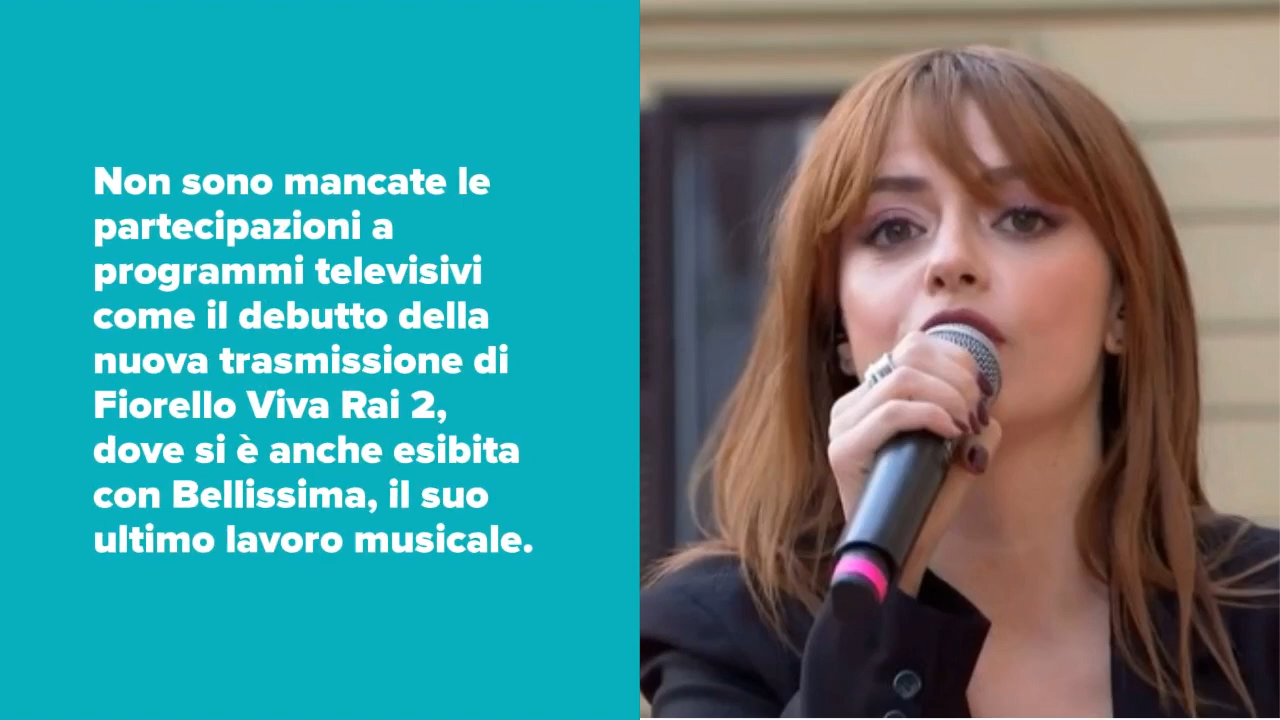 Non sono mancate le
partecipazioni a
programmi televisivi
come il debutto della
nuova trasmissione di
Fiorello Viva Rai 2,
dove si è anche esibita
con Bellissima, il suo
ultimo lavoro musicale.